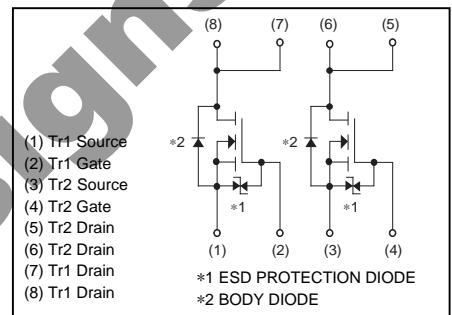 (8) (7) (6) (5)
*2 *2
*1 *1
(1) Tr1 Source
(2) Tr1 Gate
(3) Tr2 Source
(4) Tr2 Gate
(5) Tr2 Drain
(6) Tr2 Drain
(7) Tr1 Drain
(8) Tr1 Drain
(1) (2) (3) (4)
*1 ESD PROTECTION DIODE
*2 BODY DIODE